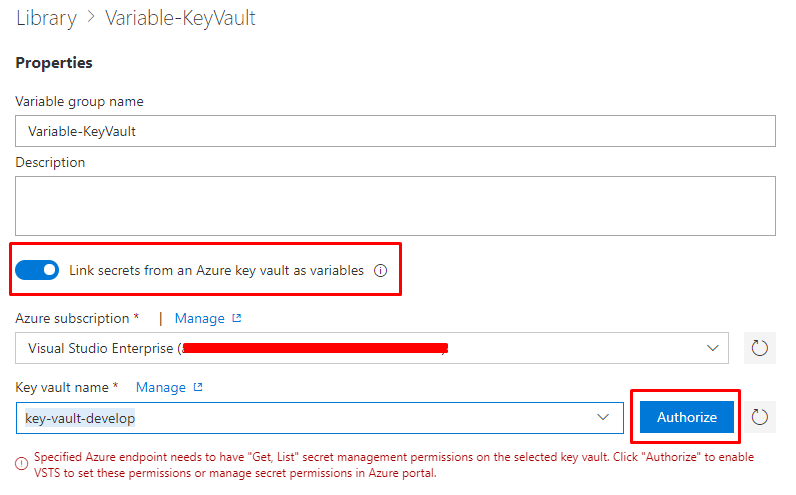 Library > Variable-KeyVault
Properties
Variable group name
Variable-KeyVault
Description
Link secrets from an Azure key vault as variables
Azure subscription * | Manage
Visual Studio Enterprise (
Key vault name * Manage
key-vault-develop
Authorize
Specified Azure endpoint needs to have "Get, List" secret management permissions on the selected key vault. Click "Authorize" to enable
VSTS to set these permissions or manage secret permissions in Azure portal.